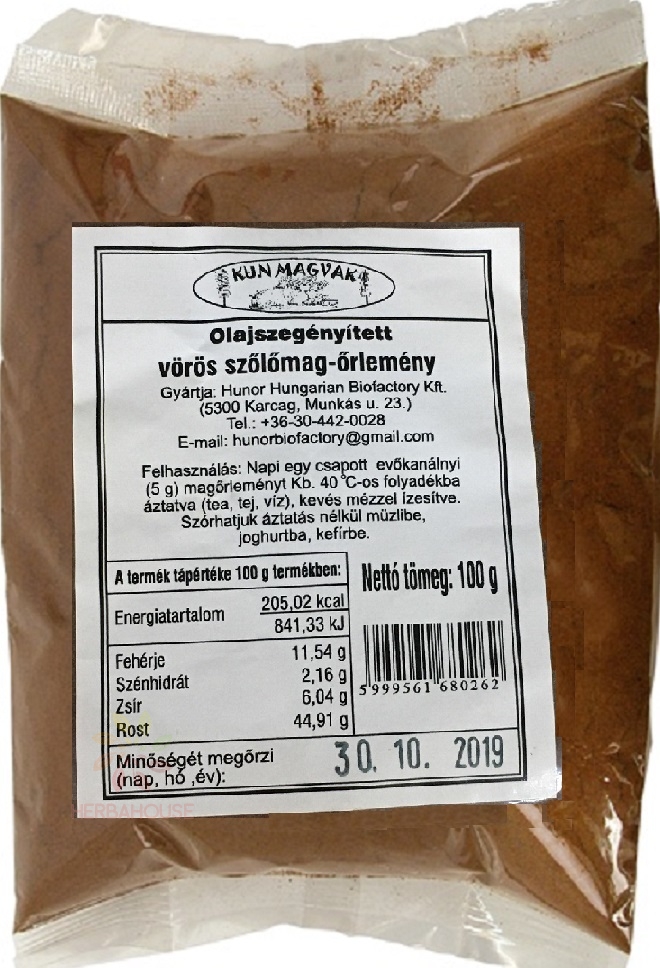 KUN MAGVAK
Olajszegényített
vörös szőlőmag-őrlemény
Gyártja: Hunor Hungarian Biofactory Kft.
(5300 Karcag, Munkás u. 23.)
Tel.: +36-30-442-0028
E-mail: hunorbiofactory@gmail.com
Felhasználás: Napi egy csapott evőkanálnyi
(5 g) magőrleményt Kb. 40 °C-os folyadékba
áztatva (tea, tej, víz), kevés mézzel ízesítve.
Szórhatjuk áztatás nélkül müzlibe,
joghurtba, kefírbe.
A termék tápértéke 100 g termékben:
Energiatartalom 205,02 kcal
841,33 kJ
Fehérje 11,54 g
Szénhidrát 2,16 g
Zsír 6,04 g
Rost 44,91 g
Nettó tömeg: 100 g
5 999561 680262
Minőségét megőrzi
(nap, hó ,év):
30. 10. 2019
HERBAHOUSE